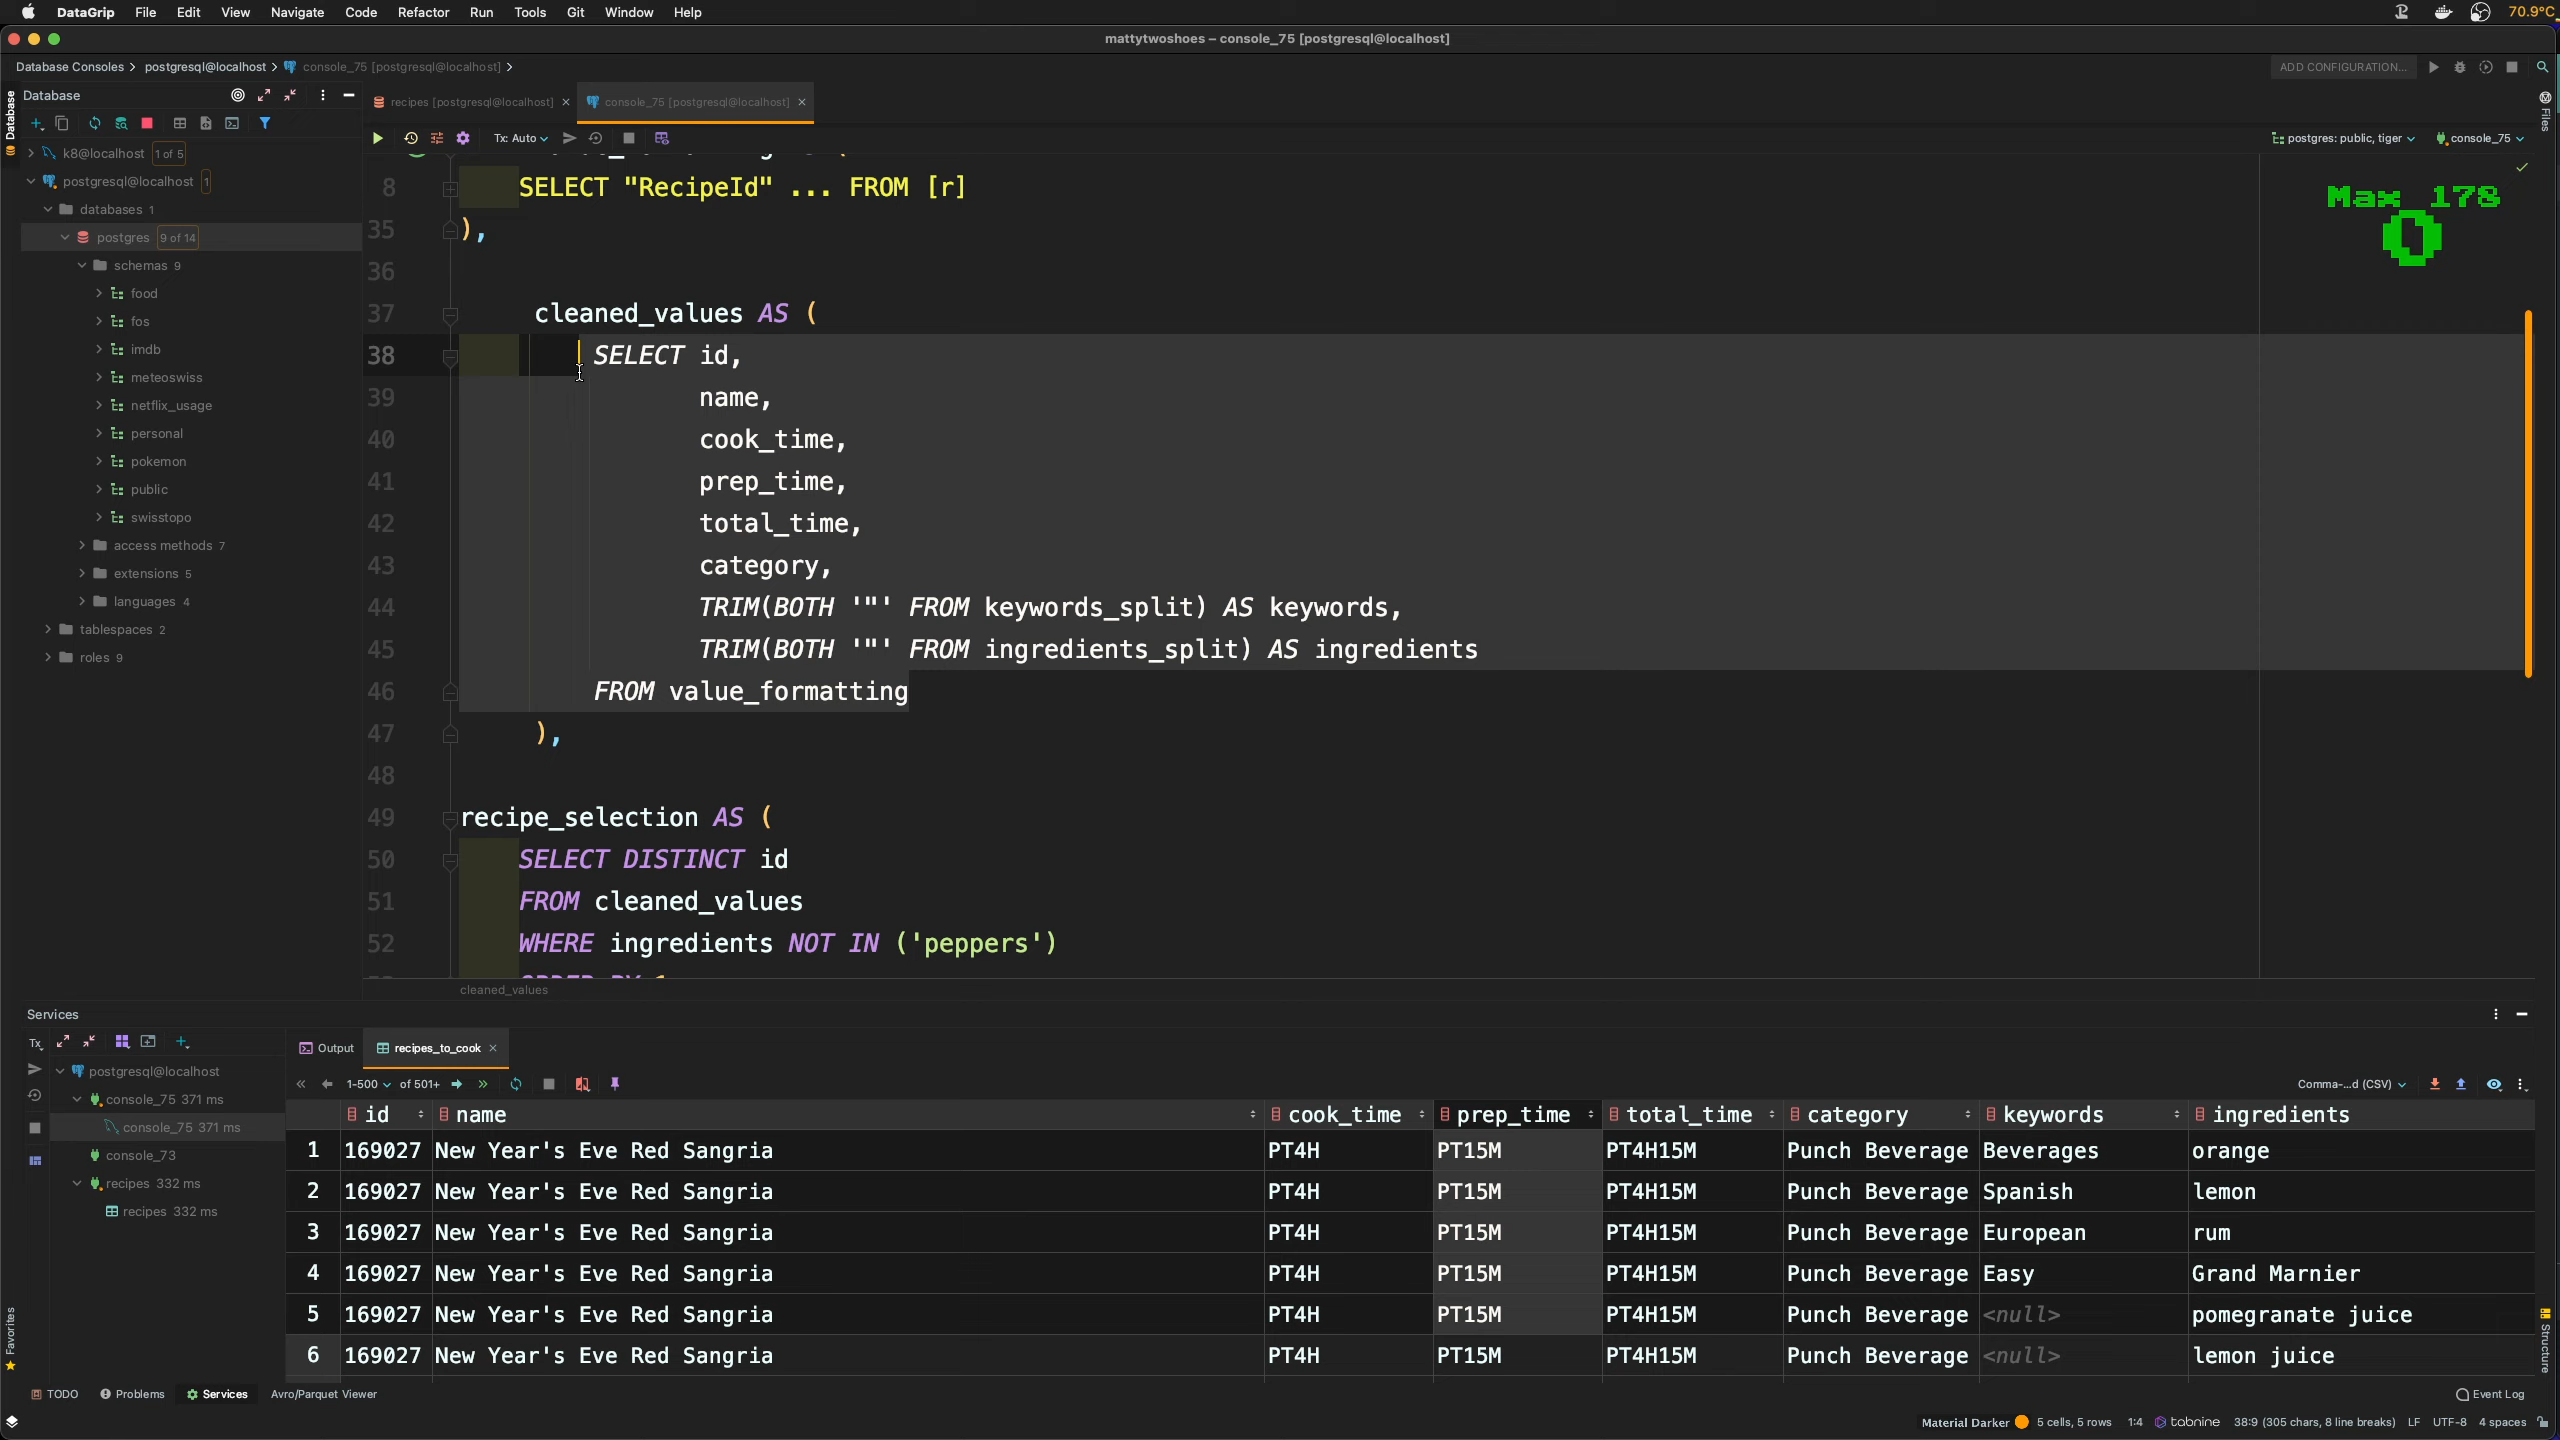 DataGrip File Edit View Navigate Code Refactor Run Tools Git Window Help 70.9°C
mattytwoshoes – console_75 [postgresql@localhost]
Database Consoles postgresql@localhost console_75 [postgresql@localhost] ADD CONFIGURATION...
Database
Database
Files
recipes [postgresql@localhost] console_75 [postgresql@localhost]
Tx: Auto postgres: public, tiger console_75
k8@localhost 1 of 5
postgresql@localhost 1
databases 1
postgres 9 of 14
schemas 9
food
fos
imdb
meteoswiss
netflix_usage
personal
pokemon
public
swisstopo
access methods 7
extensions 5
languages 4
tablespaces 2
roles 9
Max 178
0
8 SELECT "RecipeId" ... FROM [r]
35 ),
36
37 cleaned_values AS (
38 SELECT id,
39 name,
40 cook_time,
41 prep_time,
42 total_time,
43 category,
44 TRIM(BOTH '"' FROM keywords_split) AS keywords,
45 TRIM(BOTH '"' FROM ingredients_split) AS ingredients
46 FROM value_formatting
47 ),
48
49 recipe_selection AS (
50 SELECT DISTINCT id
51 FROM cleaned_values
52 WHERE ingredients NOT IN ('peppers')
cleaned_values
Services
Tx
postgresql@localhost
console_75 371 ms
console_75 371 ms
console_73
recipes 332 ms
recipes 332 ms
Output recipes_to_cook
1-500 of 501+ Comma-...d (CSV)
id name cook_time prep_time total_time category keywords ingredients
1 169027 New Year's Eve Red Sangria PT4H PT15M PT4H15M Punch Beverage Beverages orange
2 169027 New Year's Eve Red Sangria PT4H PT15M PT4H15M Punch Beverage Spanish lemon
3 169027 New Year's Eve Red Sangria PT4H PT15M PT4H15M Punch Beverage European rum
4 169027 New Year's Eve Red Sangria PT4H PT15M PT4H15M Punch Beverage Easy Grand Marnier
5 169027 New Year's Eve Red Sangria PT4H PT15M PT4H15M Punch Beverage <null> pomegranate juice
6 169027 New Year's Eve Red Sangria PT4H PT15M PT4H15M Punch Beverage <null> lemon juice
Favorites
Structure
TODO Problems Services Avro/Parquet Viewer Event Log
Material Darker 5 cells, 5 rows 1:4 tabnine 38:9 (305 chars, 8 line breaks) LF UTF-8 4 spaces